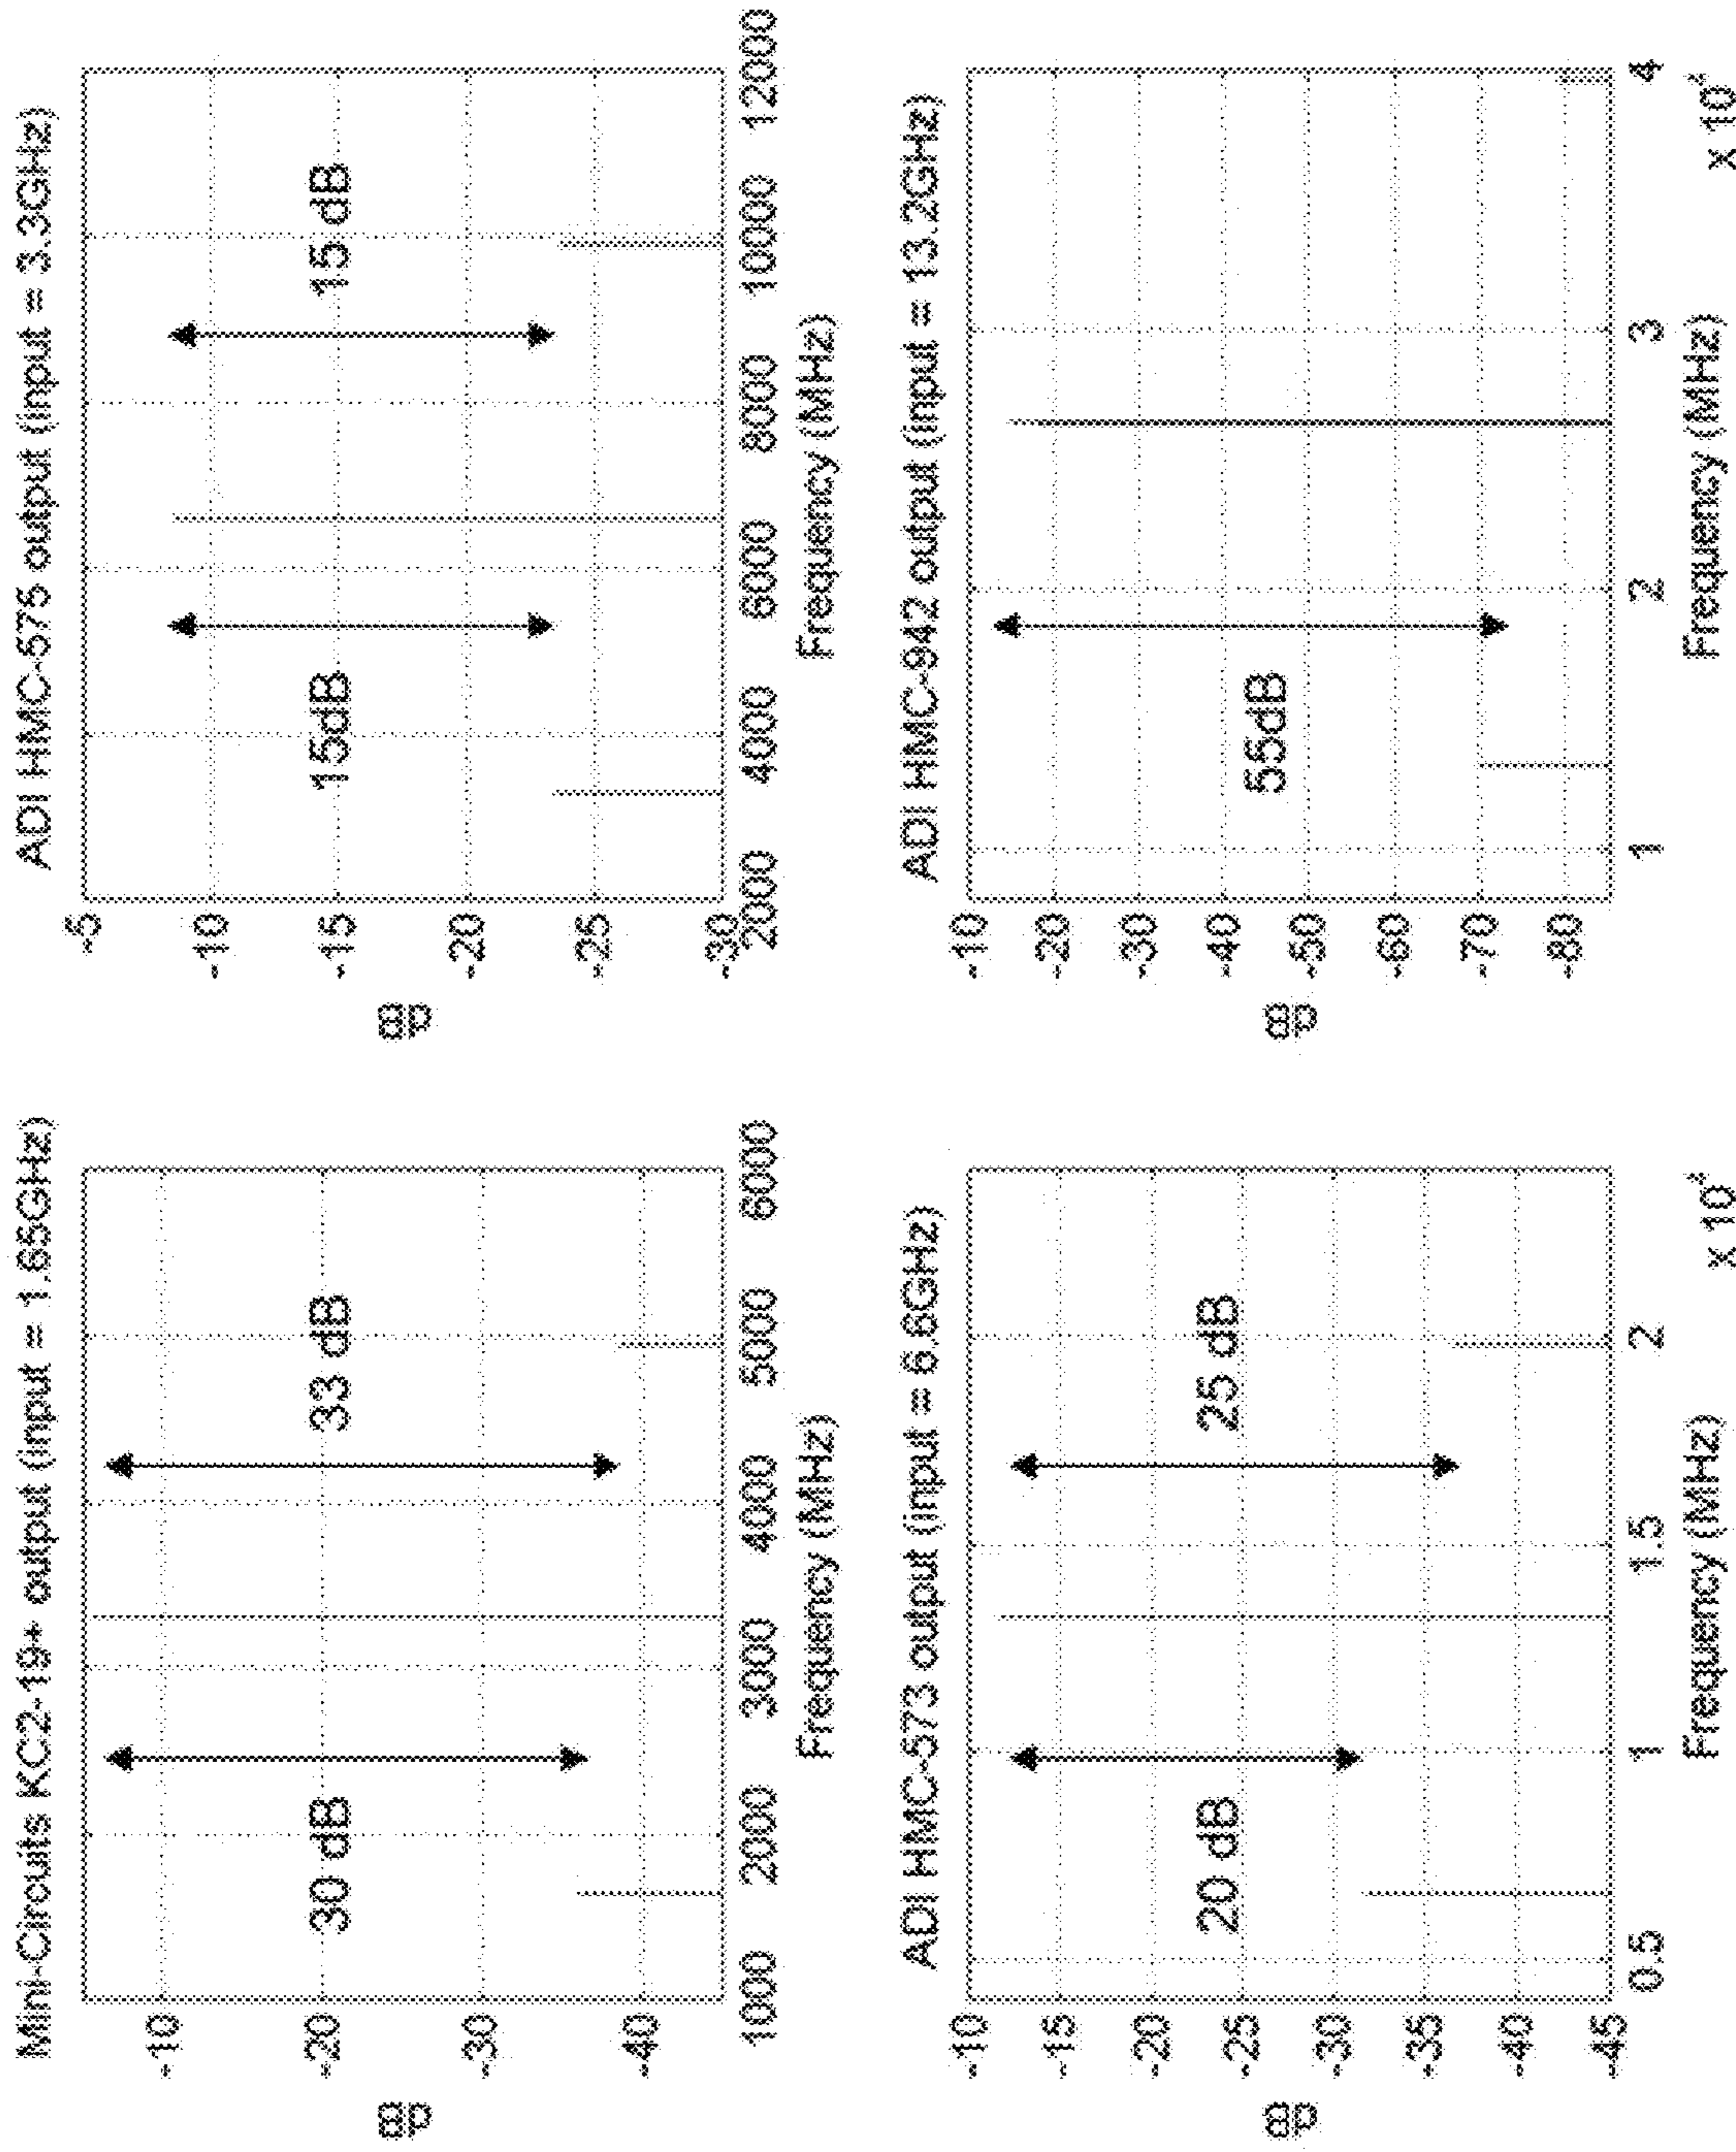 Mini-Circuits KC2-19+ output (input = 1.65GHz)
dB
-10
-20
-30
-40
30 dB
33 dB
1000 2000 3000 4000 5000 6000
Frequency (MHz)
ADI HMC-575 output (input = 3.3GHz)
dB
-5
-10
-15
-20
-25
-30
15dB
15 dB
2000 4000 6000 8000 10000 12000
Frequency (MHz)
ADI HMC-573 output (input = 6.6GHz)
dB
-10
-15
-20
-25
-30
-35
-40
-45
20 dB
25 dB
0.5 1 1.5 2
x 10⁴
Frequency (MHz)
ADI HMC-942 output (input = 13.2GHz)
dB
-10
-20
-30
-40
-50
-60
-70
-80
55dB
1 2 3 4
x 10⁴
Frequency (MHz)